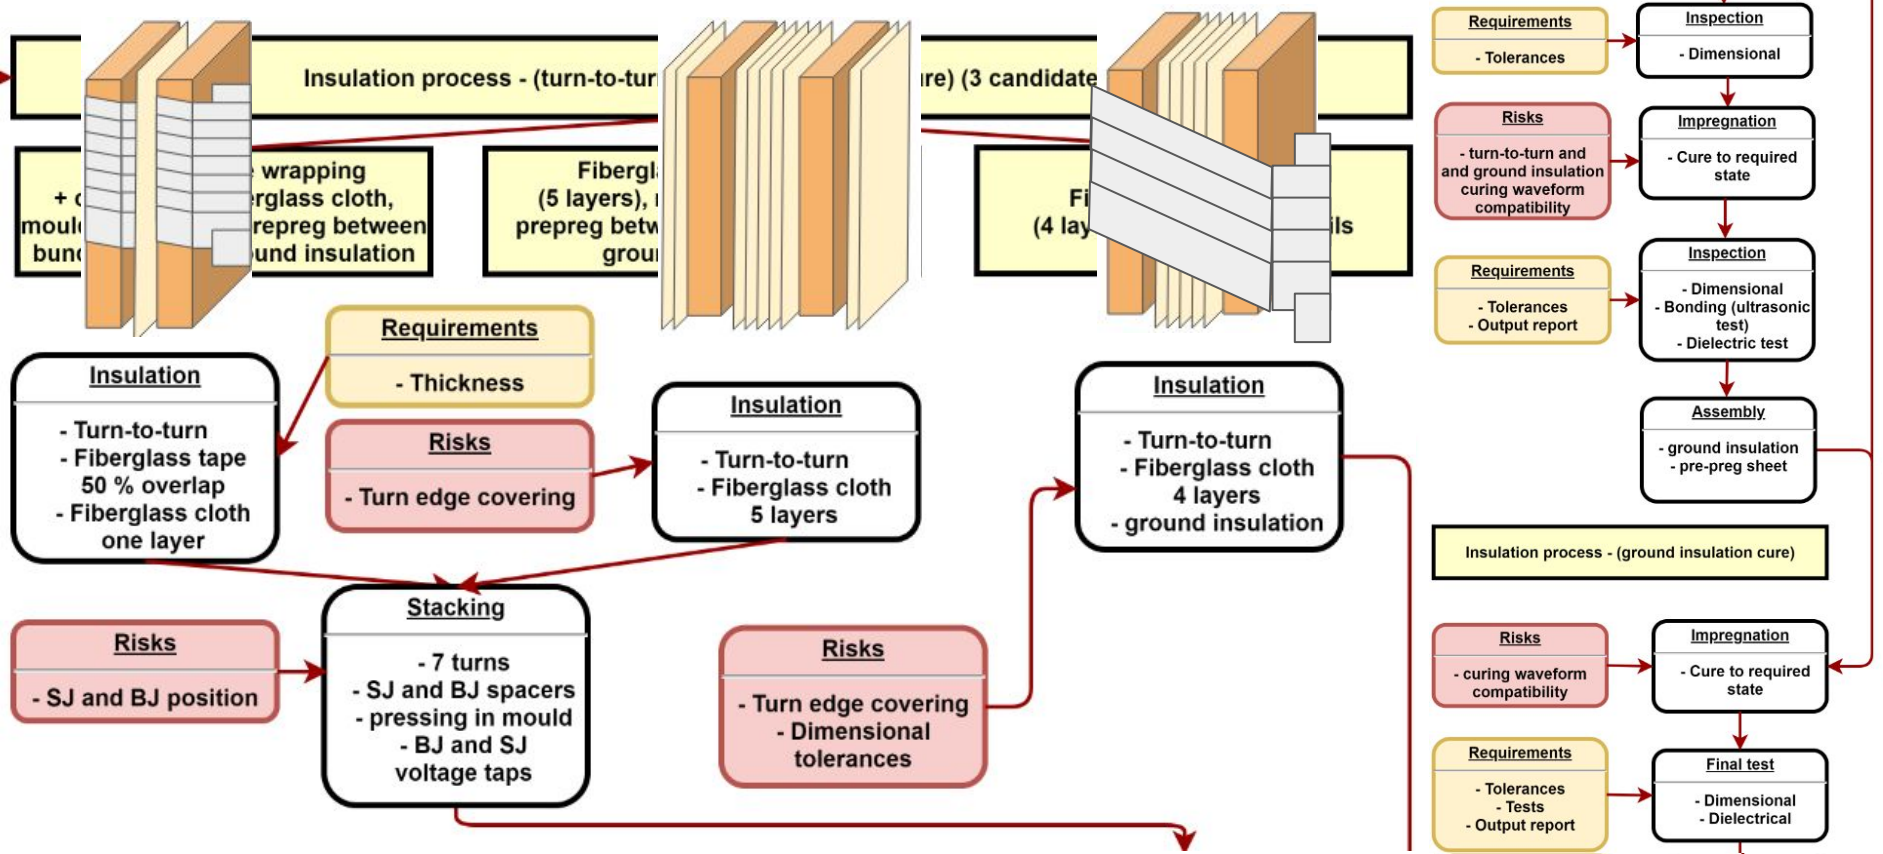 Insulation process - (turn-to-turn
ure) (3 candidate
wrapping
+ c
erglass cloth,
mould
repreg between
bund
ound insulation
Fibergla
(5 layers),
prepreg betw
groun
Fi
(4 lay
ils
Requirements
- Thickness
Insulation
- Turn-to-turn
- Fiberglass tape
50 % overlap
- Fiberglass cloth
one layer
Risks
- Turn edge covering
Insulation
- Turn-to-turn
- Fiberglass cloth
5 layers
Insulation
- Turn-to-turn
- Fiberglass cloth
4 layers
- ground insulation
Risks
- SJ and BJ position
Stacking
- 7 turns
- SJ and BJ spacers
- pressing in mould
- BJ and SJ
voltage taps
Risks
- Turn edge covering
- Dimensional
tolerances
Requirements
- Tolerances
Inspection
- Dimensional
Risks
- turn-to-turn and
and ground insulation
curing waveform
compatibility
Impregnation
- Cure to required
state
Requirements
- Tolerances
- Output report
Inspection
- Dimensional
- Bonding (ultrasonic
test)
- Dielectric test
Assembly
- ground insulation
- pre-preg sheet
Insulation process - (ground insulation cure)
Risks
- curing waveform
compatibility
Impregnation
- Cure to required
state
Requirements
- Tolerances
- Tests
- Output report
Final test
- Dimensional
- Dielectrical